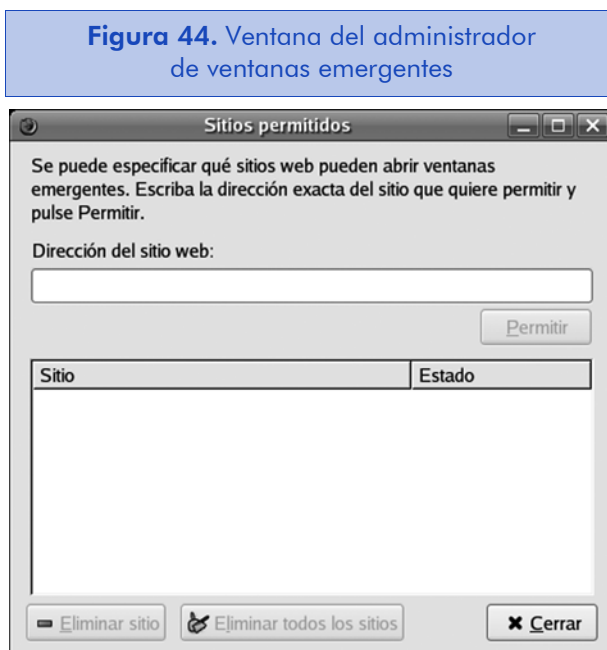 Figura 44. Ventana del administrador
de ventanas emergentes
Sitios permitidos
Se puede especificar qué sitios web pueden abrir ventanas
emergentes. Escriba la dirección exacta del sitio que quiere permitir y
pulse Permitir.
Dirección del sitio web:
Permitir
Sitio Estado
Eliminar sitio Eliminar todos los sitios Cerrar